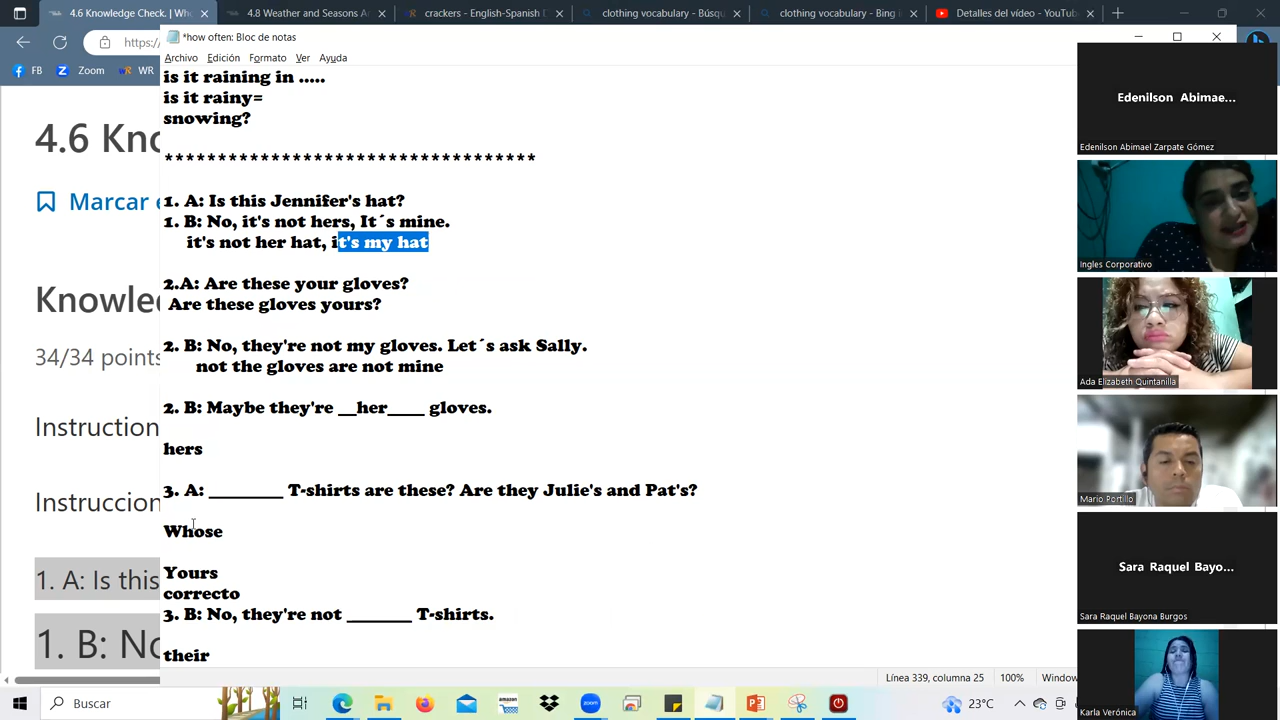 4.6 Knowledge Check. | Whos
4.8 Weather and Seasons A
crackers - English-Spanish D
clothing vocabulary - Búsqu
clothing vocabulary - Bing i
Detalles del vídeo - YouTu
https:/
FB
Zoom
WR
4.6 Kno
Marcar
Knowle
34/34 points
Instruction
Instruccion
1. A: Is this
1. B: No
*how often: Bloc de notas
Archivo Edición Formato Ver Ayuda
is it raining in .....
is it rainy=
snowing?
***********************************
1. A: Is this Jennifer's hat?
1. B: No, it's not hers, It´s mine.
it's not her hat, it's my hat
2.A: Are these your gloves?
Are these gloves yours?
2. B: No, they're not my gloves. Let´s ask Sally.
not the gloves are not mine
2. B: Maybe they're __her____ gloves.
hers
3. A: ________ T-shirts are these? Are they Julie's and Pat's?
Whose
Yours
correcto
3. B: No, they're not _______ T-shirts.
their
Línea 339, columna 25
100%
Window
Edenilson Abimae...
Edenilson Abimael Zarpate Gómez
Ingles Corporativo
Ada Elizabeth Quintanilla
Mario Portillo
Sara Raquel Bayo...
Sara Raquel Bayona Burgos
Karla Verónica
Buscar
amazon
23°C